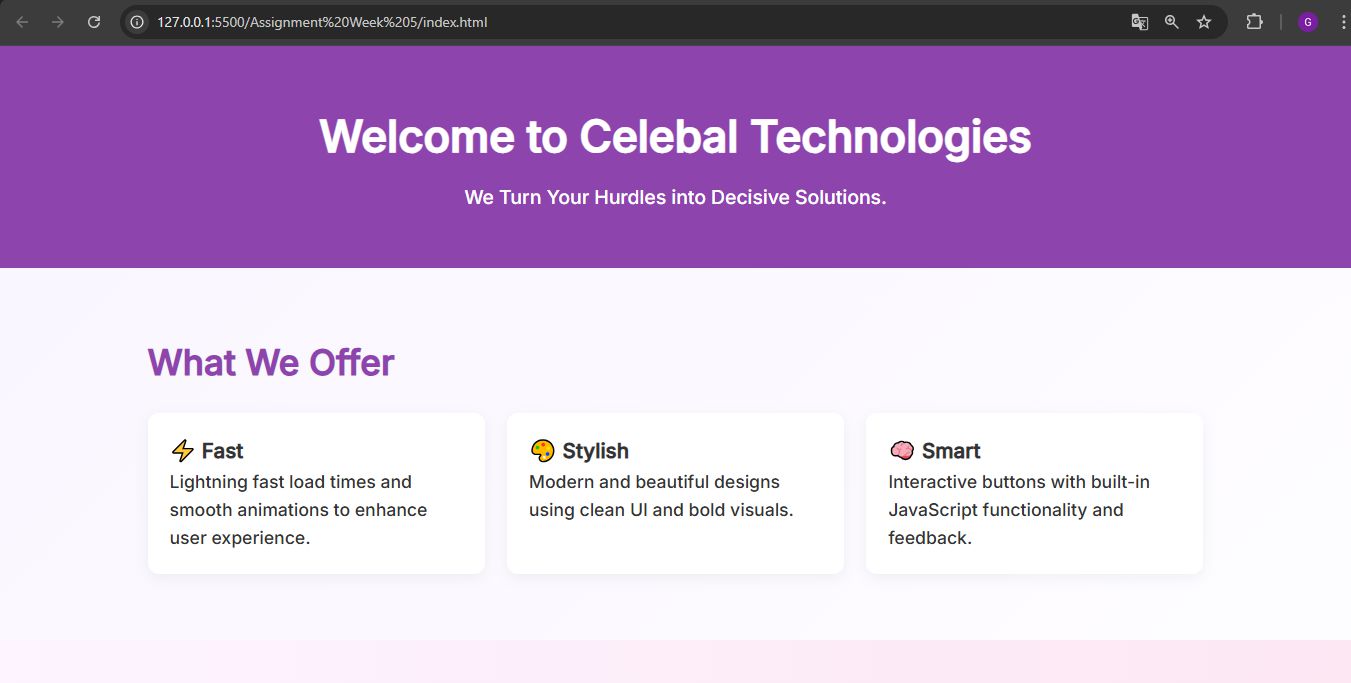 127.0.0.1:5500/Assignment%20Week%205/index.html
G
Welcome to Celebal Technologies
We Turn Your Hurdles into Decisive Solutions.
What We Offer
⚡ Fast
Lightning fast load times and
smooth animations to enhance
user experience.
🎨 Stylish
Modern and beautiful designs
using clean UI and bold visuals.
🧠 Smart
Interactive buttons with built-in
JavaScript functionality and
feedback.